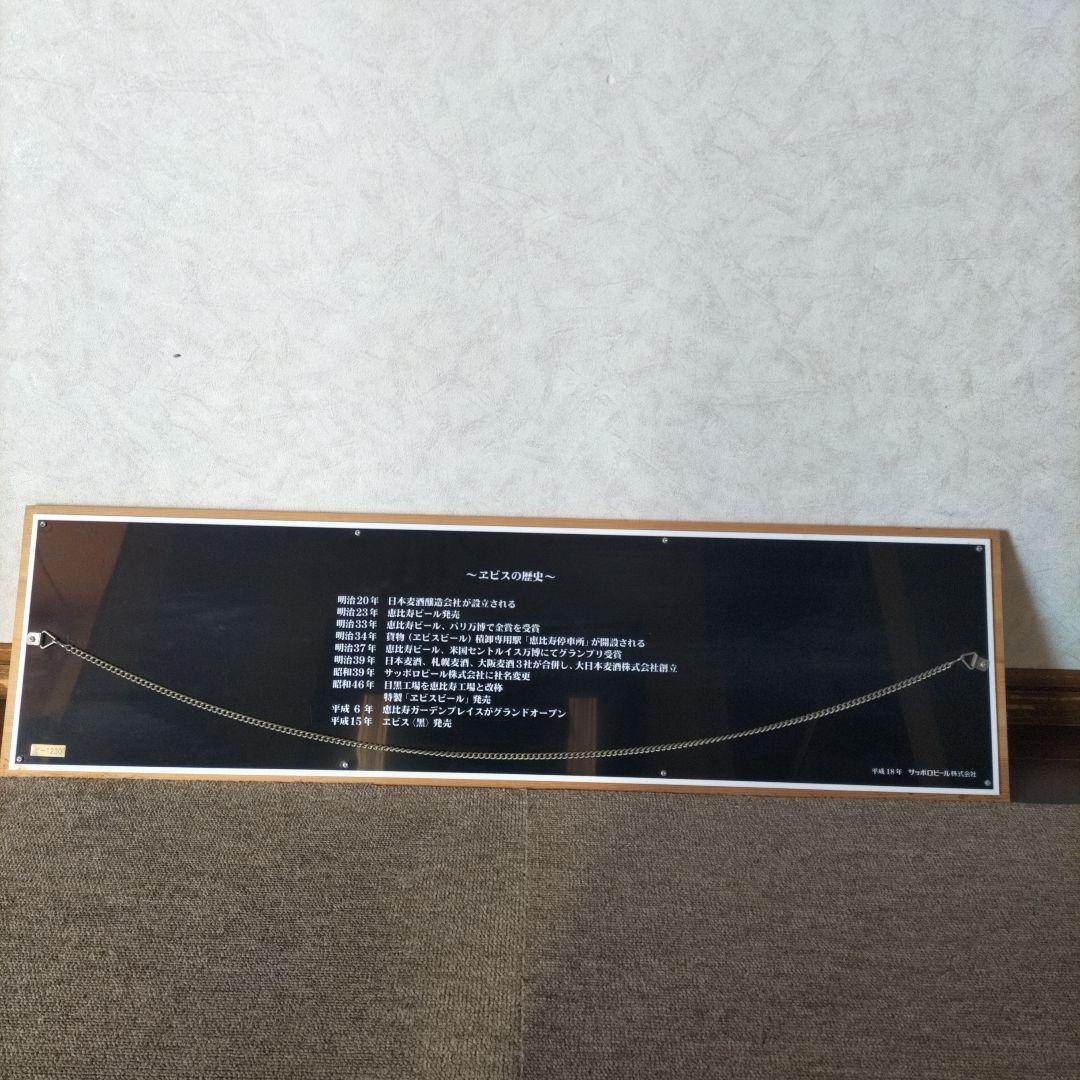 ～ヱビスの歴史～
明治20年 日本麦酒醸造会社が設立される
明治23年 恵比寿ビール発売
明治33年 恵比寿ビール、パリ万博で金賞を受賞
明治34年 貨物（ヱビスビール）積卸専用駅「恵比寿停車所」が開設される
明治37年 恵比寿ビール、米国セントルイス万博にてグランプリ受賞
明治39年 日本麦酒、札幌麦酒、大阪麦酒3社が合併し、大日本麦酒株式会社創立
昭和39年 サッポロビール株式会社に社名変更
昭和46年 目黒工場を恵比寿工場と改称
特製「ヱビスビール」発売
平成 6年 恵比寿ガーデンプレイスがグランドオープン
平成15年 ヱビス〈黒〉発売
平成18年 サッポロビール株式会社